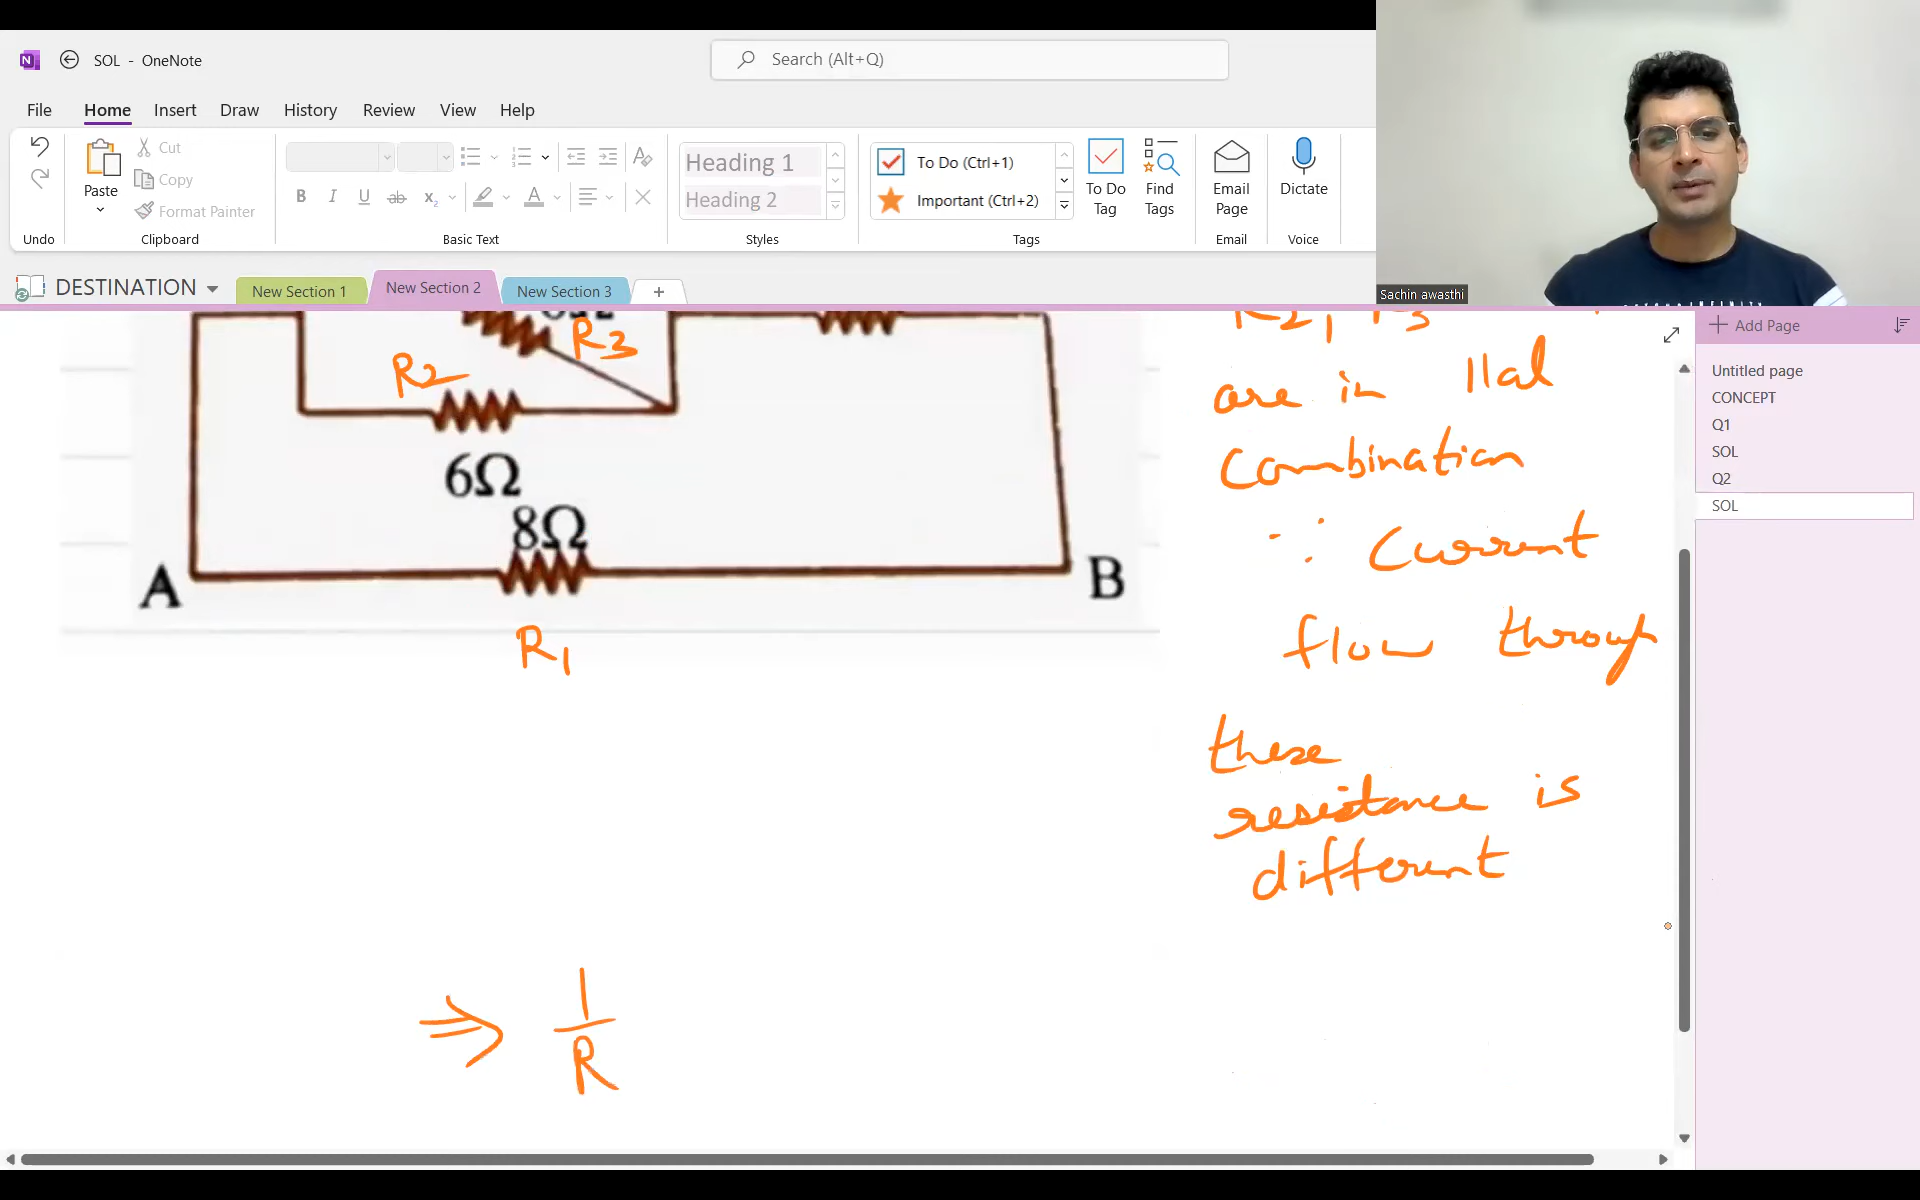 SOL - OneNote
Search (Alt+Q)
File Home Insert Draw History Review View Help
Undo
Paste
Cut
Copy
Format Painter
Clipboard
B I U ab x₂ A
Basic Text
Heading 1
Heading 2
Styles
To Do (Ctrl+1)
Important (Ctrl+2)
Tags
To Do Tag
Find Tags
Email Page
Email
Dictate
Voice
Sachin awasthi
DESTINATION
New Section 1
New Section 2
New Section 3
+
Add Page
Untitled page
CONCEPT
Q1
SOL
Q2
SOL
R3
R2
6Ω
8Ω
A
B
R1
R2, R3
are in llal
Combination
∵ Current
flow through
these
resistance is
different
⇒ 1/R